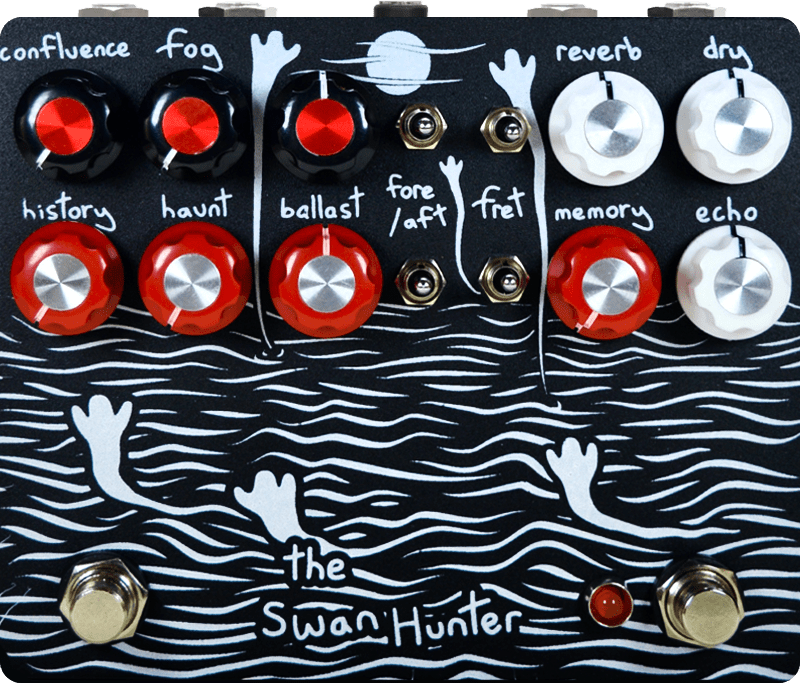 confluence fog reverb dry
history haunt ballast fore fret memory echo
/aft
the
Swan Hunter